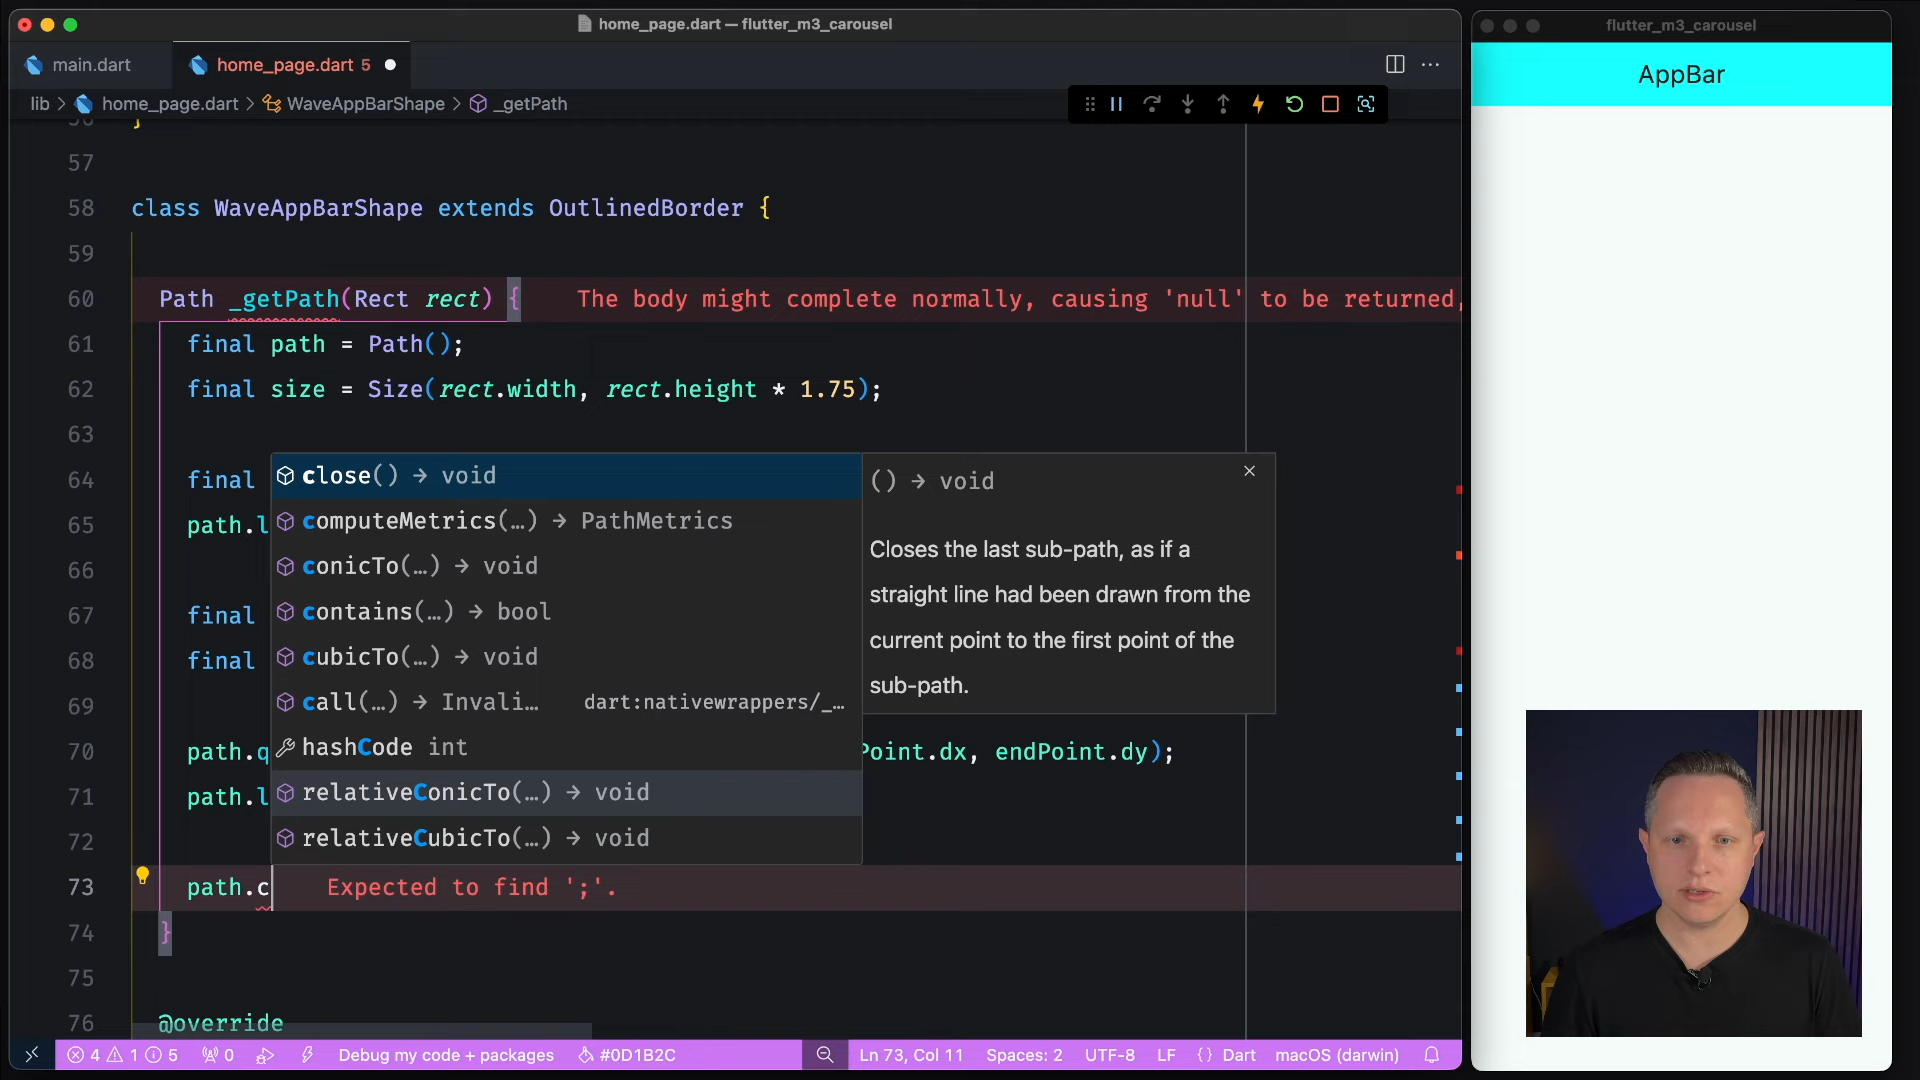 home_page.dart — flutter_m3_carousel
main.dart
home_page.dart 5
lib > home_page.dart > WaveAppBarShape > _getPath
57
58 class WaveAppBarShape extends OutlinedBorder {
59
60 Path _getPath(Rect rect) { The body might complete normally, causing 'null' to be returned,
61 final path = Path();
62 final size = Size(rect.width, rect.height * 1.75);
63
64 final
65 path.l
66
67 final
68 final
69
70 path.q Point.dx, endPoint.dy);
71 path.l
72
73 path.c Expected to find ';'.
74 }
75
76 @override
close() → void
computeMetrics(…) → PathMetrics
conicTo(…) → void
contains(…) → bool
cubicTo(…) → void
call(…) → Invali… dart:nativewrappers/_…
hashCode int
relativeConicTo(…) → void
relativeCubicTo(…) → void
() → void
Closes the last sub-path, as if a
straight line had been drawn from the
current point to the first point of the
sub-path.
4 1 5 0 Debug my code + packages #0D1B2C Ln 73, Col 11 Spaces: 2 UTF-8 LF {} Dart macOS (darwin)
flutter_m3_carousel
AppBar